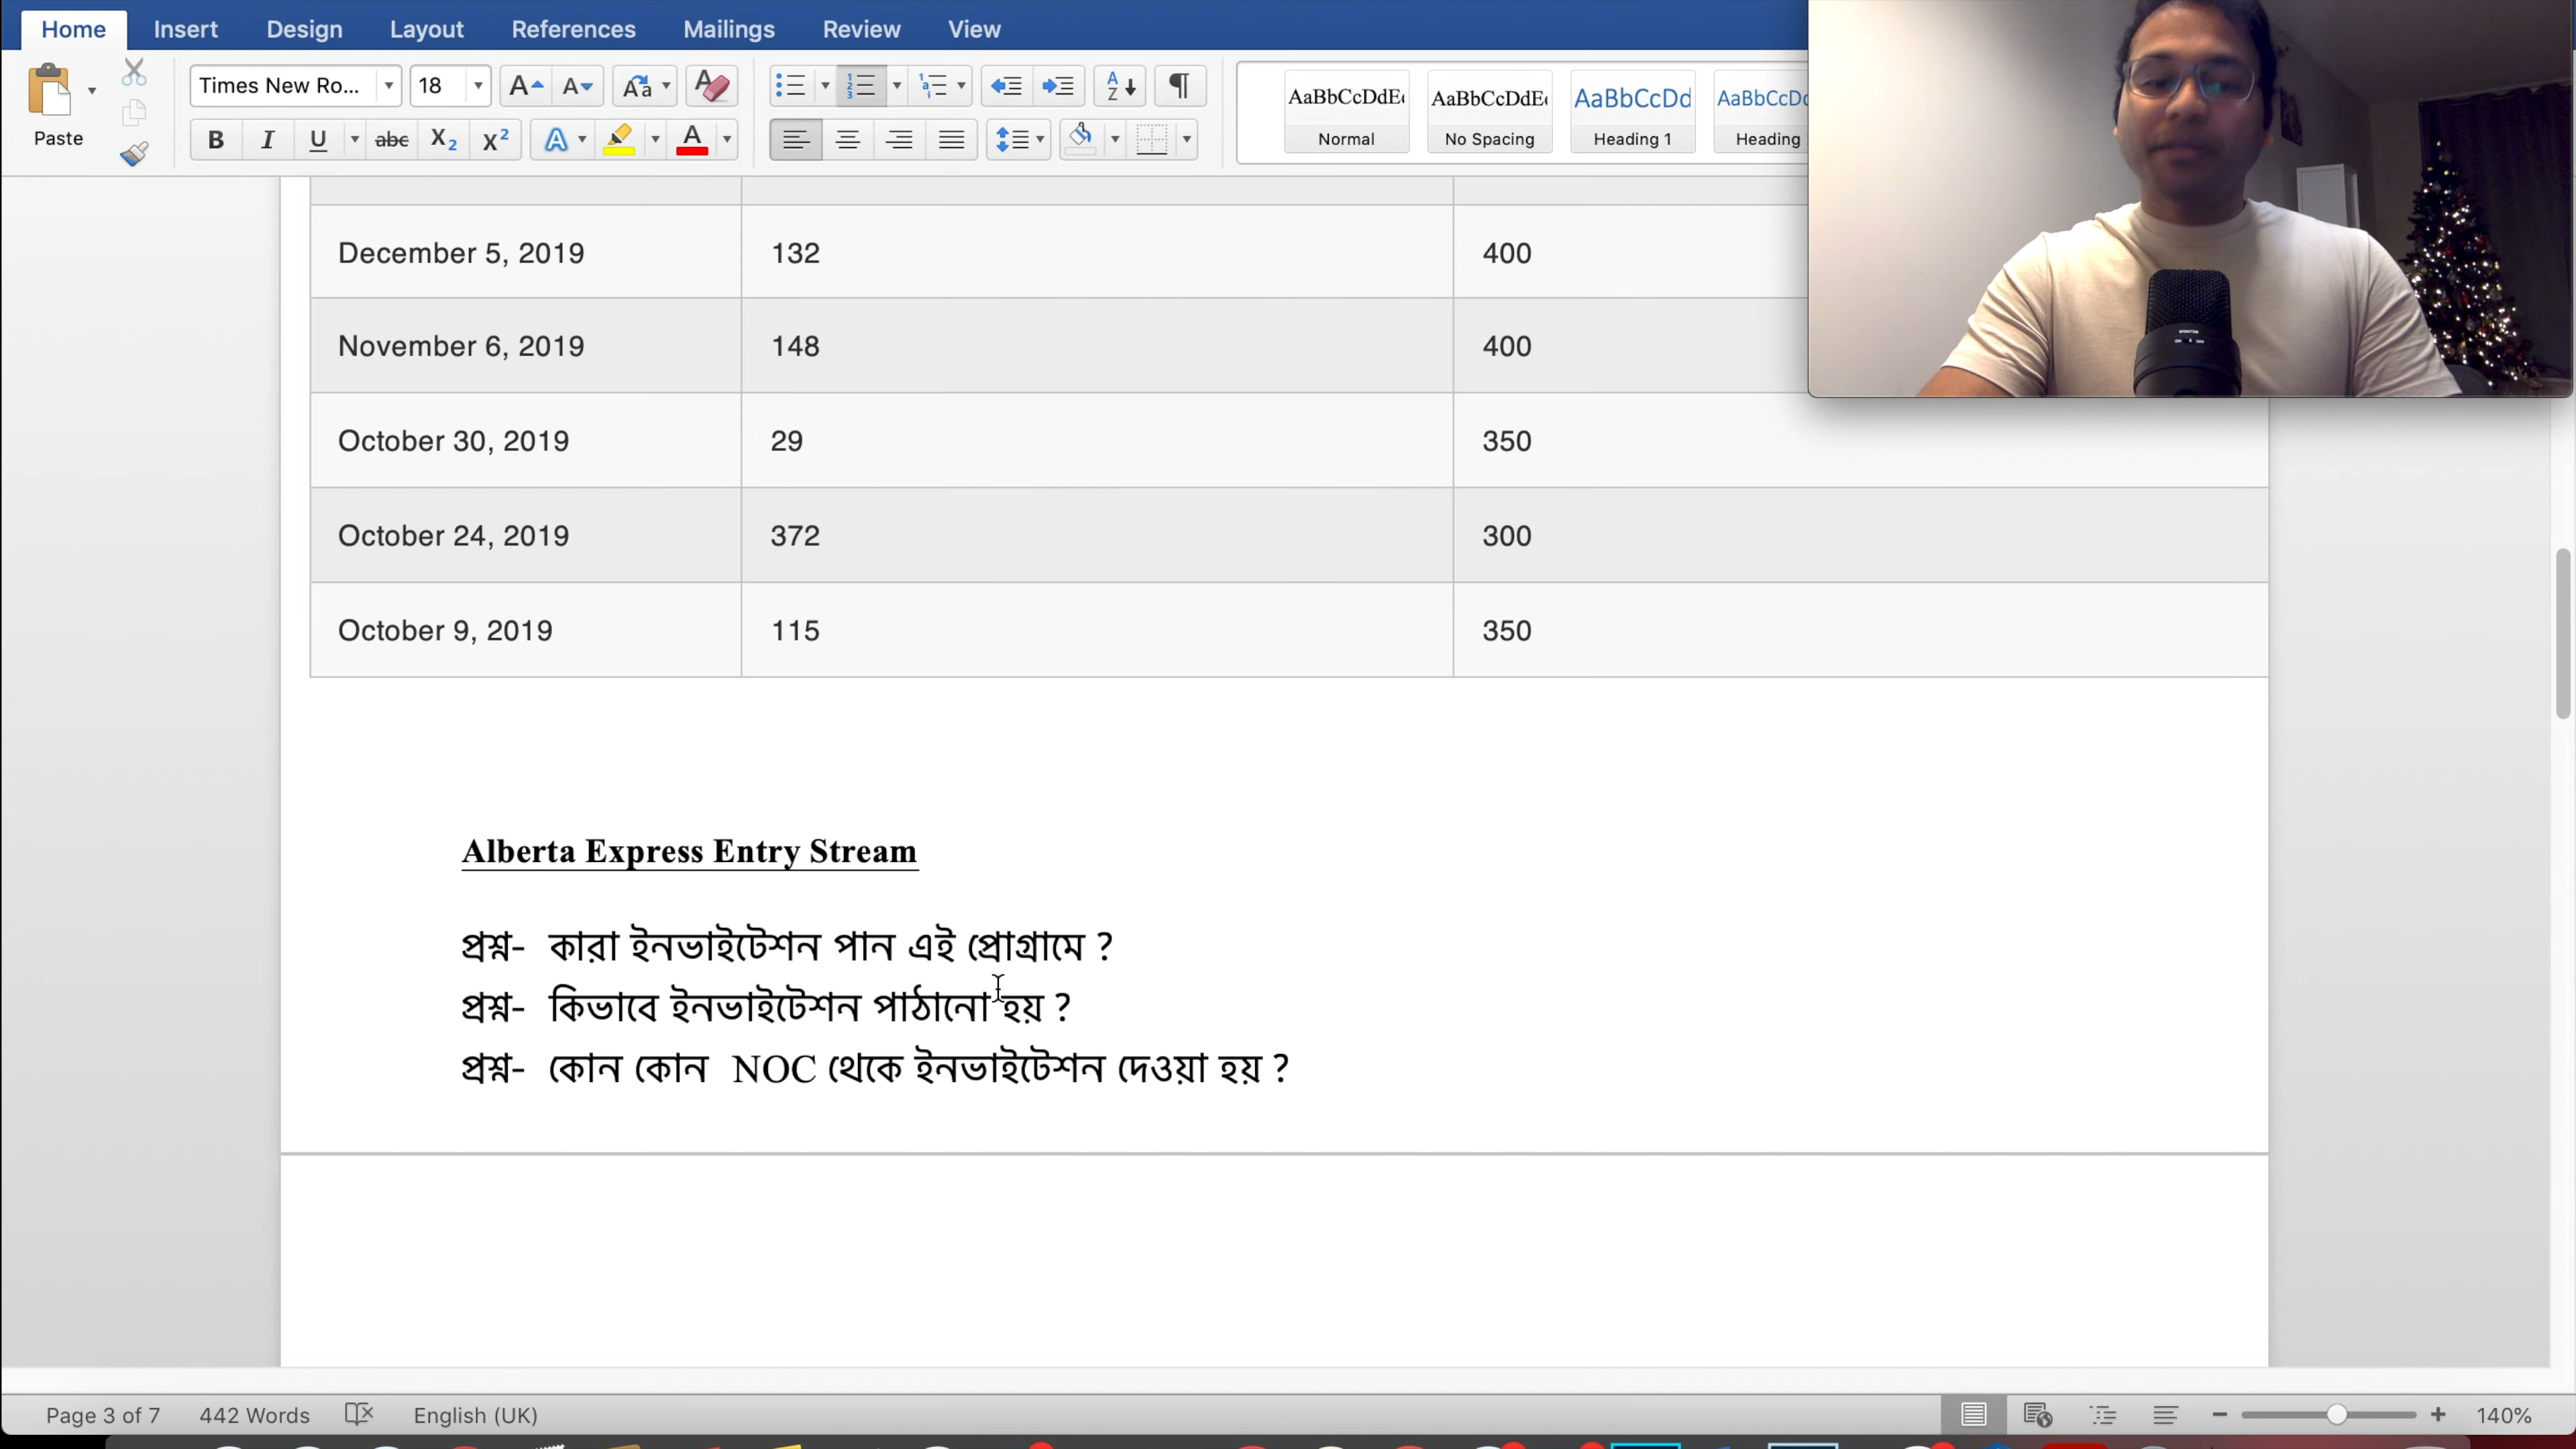 Home Insert Design Layout References Mailings Review View
Paste
Times New Ro... 18
AaBbCcDdE AaBbCcDdE AaBbCcDd AaBbCcDc
Normal No Spacing Heading 1 Heading
December 5, 2019 132 400
November 6, 2019 148 400
October 30, 2019 29 350
October 24, 2019 372 300
October 9, 2019 115 350
Alberta Express Entry Stream
প্রশ্ন- কারা ইনভাইটেশন পান এই প্রোগ্রামে ?
প্রশ্ন- কিভাবে ইনভাইটেশন পাঠানো হয় ?
প্রশ্ন- কোন কোন NOC থেকে ইনভাইটেশন দেওয়া হয় ?
Page 3 of 7 442 Words English (UK) 140%